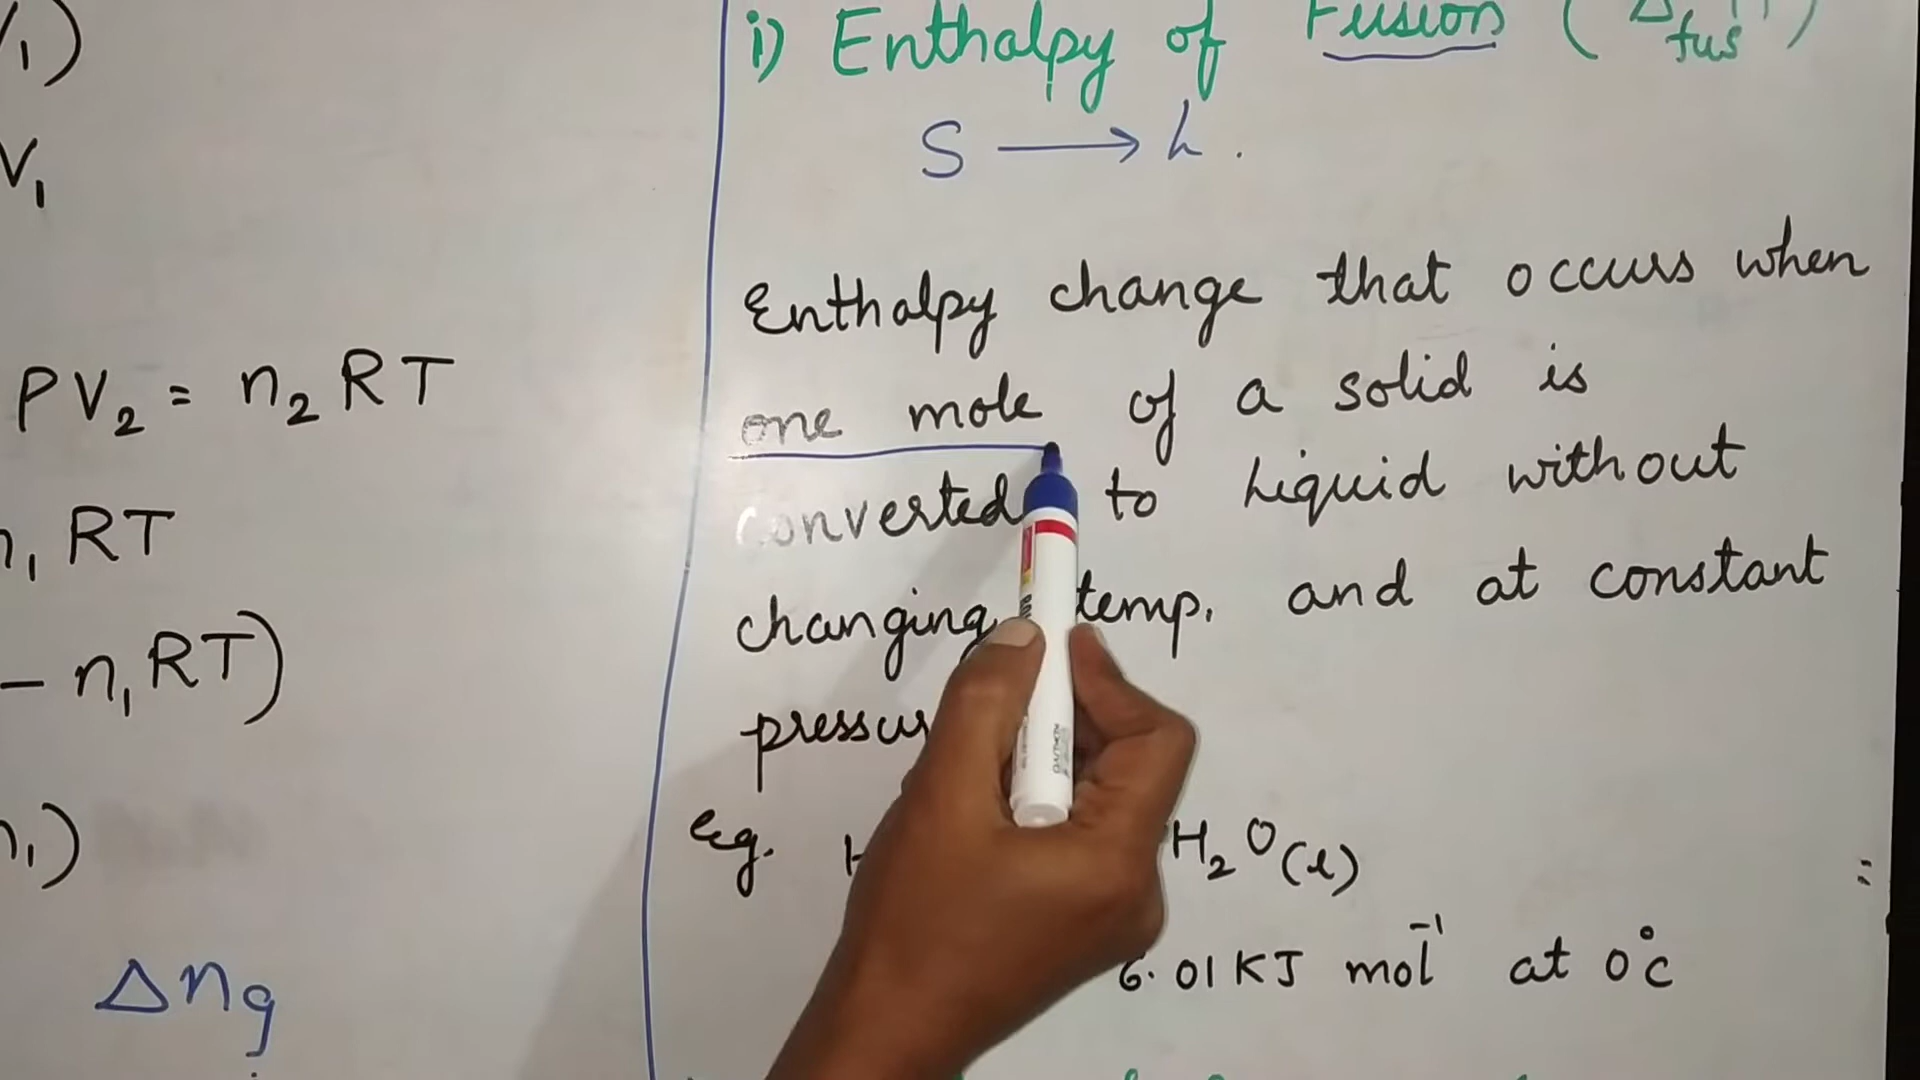 V₁
PV₂ = n₂RT
n₁ RT
– n₁RT)
Δng
i) Enthalpy of Fusion (Δfus H)
S ⟶ L.
Enthalpy change that occurs when
one mole of a solid is
converted to Liquid without
changing temp. and at constant
eg. H₂O(l)
6.01 KJ mol⁻¹ at 0°C